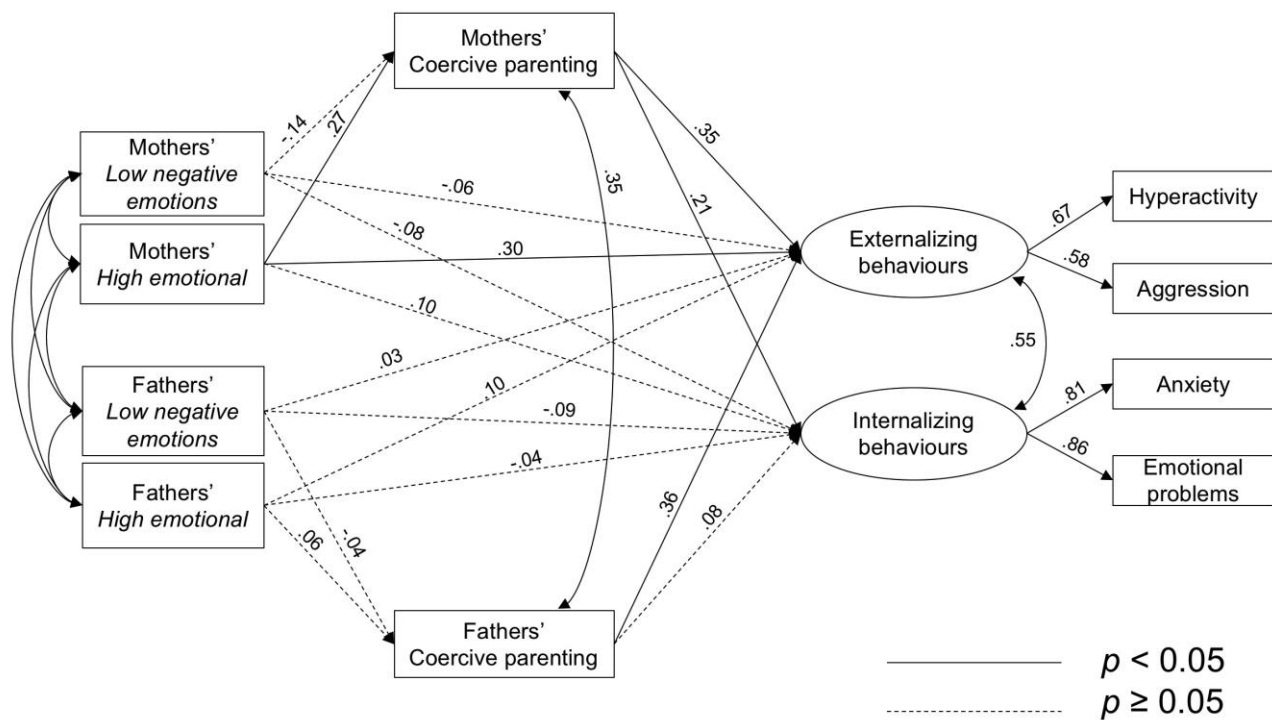 Mothers'
Coercive parenting
-.14
.27
Mothers'
Low negative
emotions
Mothers'
High emotional
.35
.35
.21
-.06
-.08
.30
.10
Externalizing
behaviours
.67
.58
Hyperactivity
Aggression
.55
Fathers'
Low negative
emotions
Fathers'
High emotional
.03
.10
-.09
-.04
Internalizing
behaviours
.81
.86
Anxiety
Emotional
problems
.36
.08
-.04
.06
Fathers'
Coercive parenting
p < 0.05
p ≥ 0.05